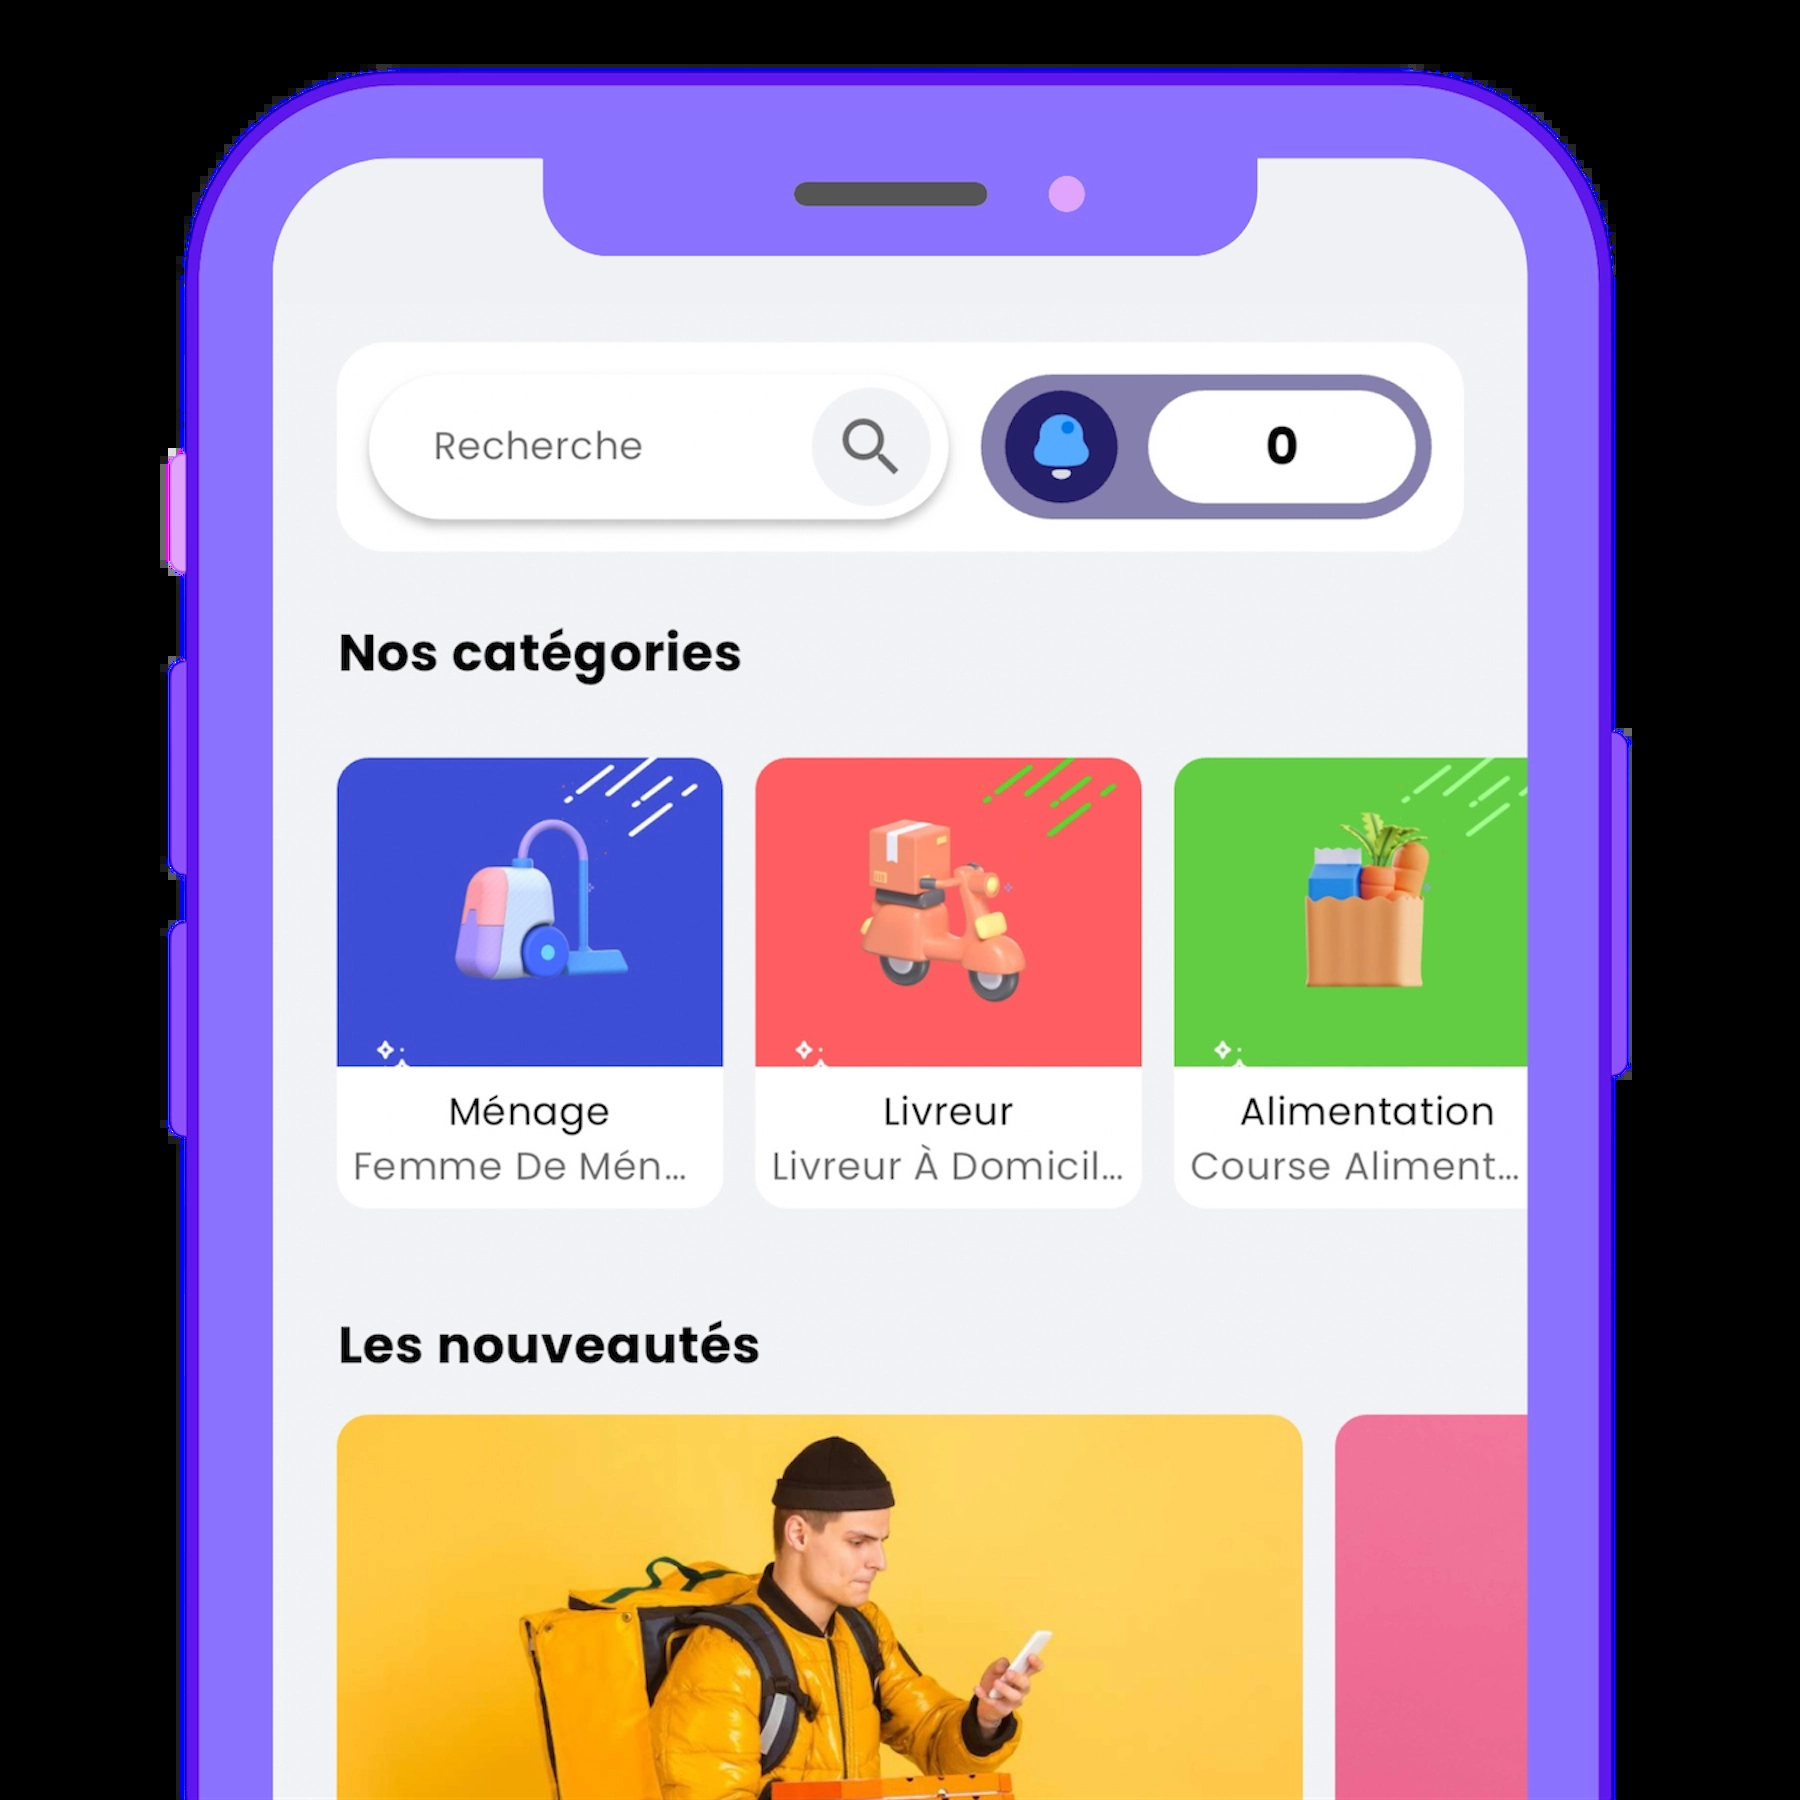 Recherche
0
Nos catégories
Ménage
Femme De Mén...
Livreur
Livreur À Domicil...
Alimentation
Course Aliment...
Les nouveautés